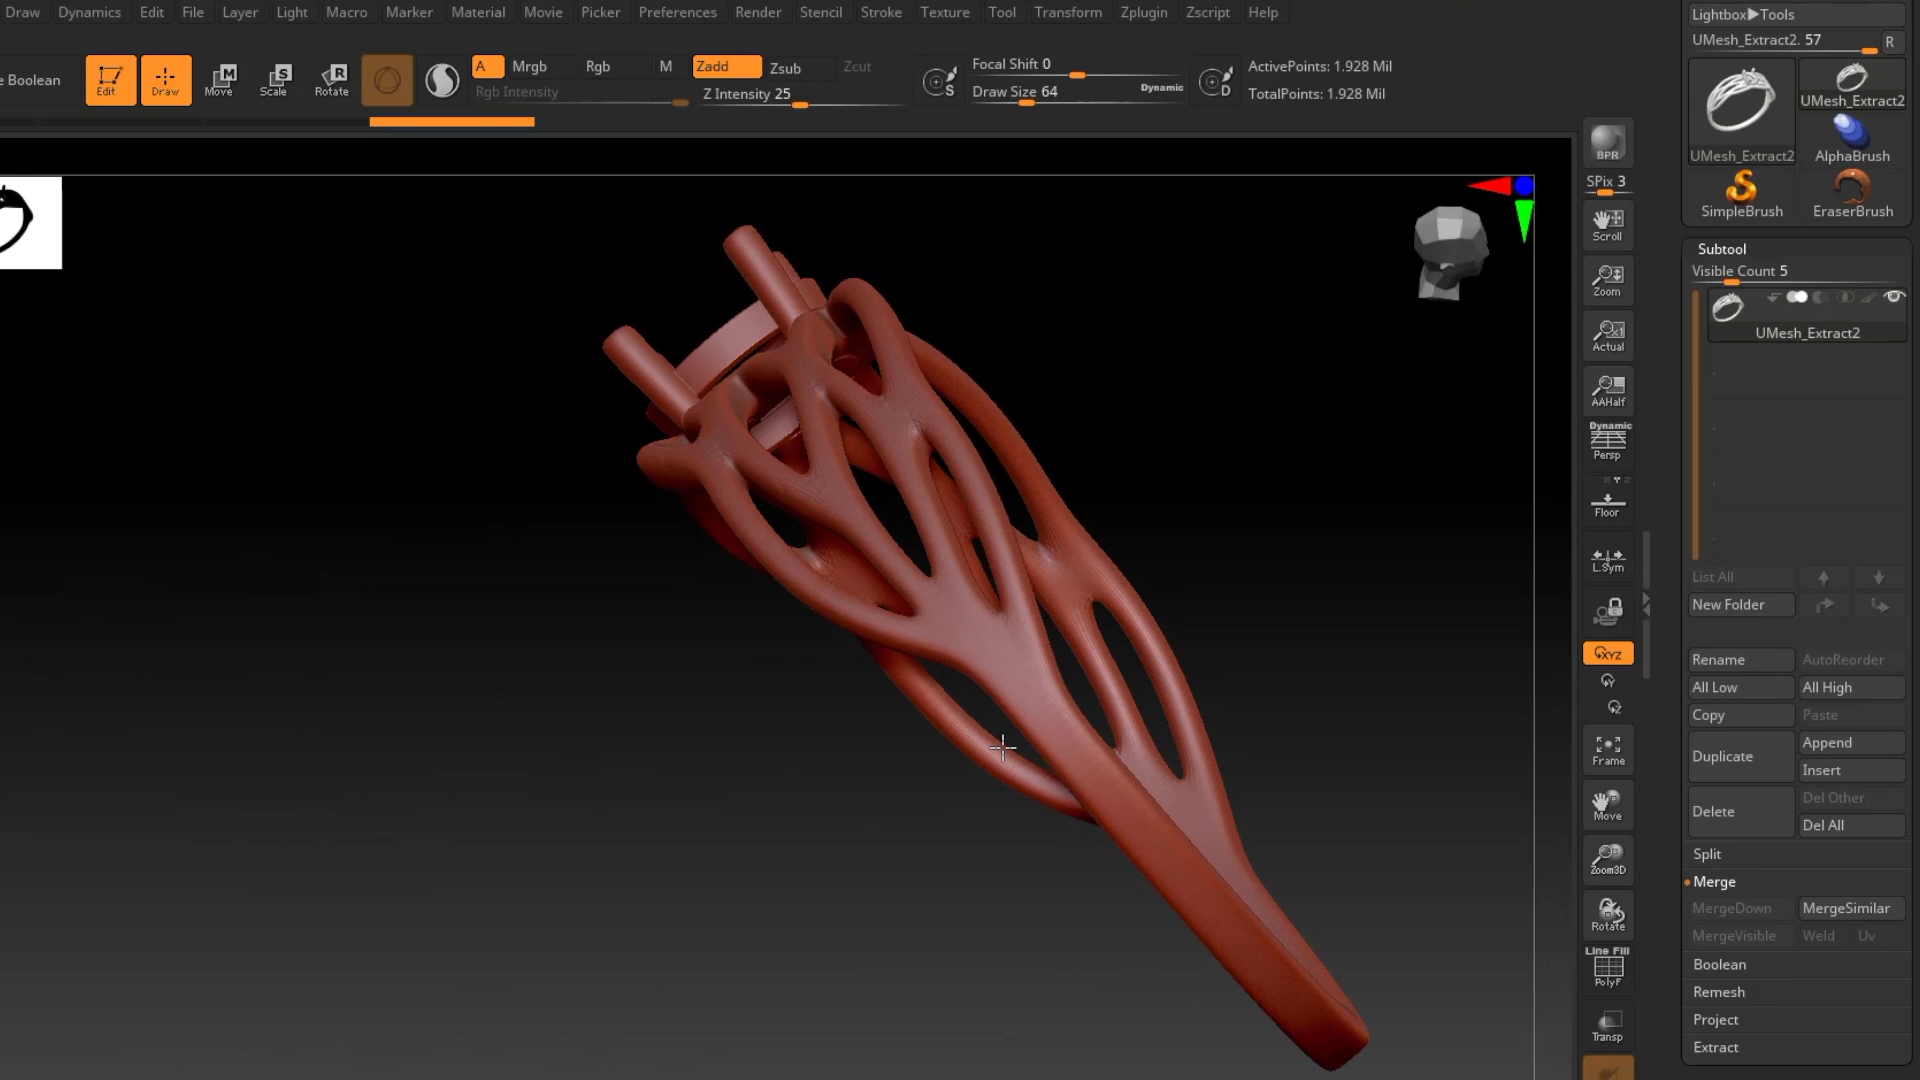 Draw Dynamics Edit File Layer Light Macro Marker Material Movie Picker Preferences Render Stencil Stroke Texture Tool Transform Zplugin Zscript Help
e Boolean
Edit
Draw
Move
M
Scale
S
Rotate
R
A Mrgb Rgb M
Rgb Intensity
Zadd Zsub Zcut
Z Intensity 25
S
Focal Shift 0
Draw Size 64
Dynamic
D
ActivePoints: 1.928 Mil
TotalPoints: 1.928 Mil
BPR
SPix 3
Scroll
Zoom
Actual
AAHalf
Dynamic
Persp
Floor
L.Sym
XYZ
Y
Z
Frame
Move
Zoom3D
Rotate
Line Fill
PolyF
Transp
Lightbox▶Tools
UMesh_Extract2. 57
R
UMesh_Extract2
UMesh_Extract2
AlphaBrush
SimpleBrush
EraserBrush
Subtool
Visible Count 5
UMesh_Extract2
List All
New Folder
Rename AutoReorder
All Low All High
Copy Paste
Duplicate Append
Insert
Delete Del Other
Del All
Split
Merge
MergeDown MergeSimilar
MergeVisible Weld Uv
Boolean
Remesh
Project
Extract